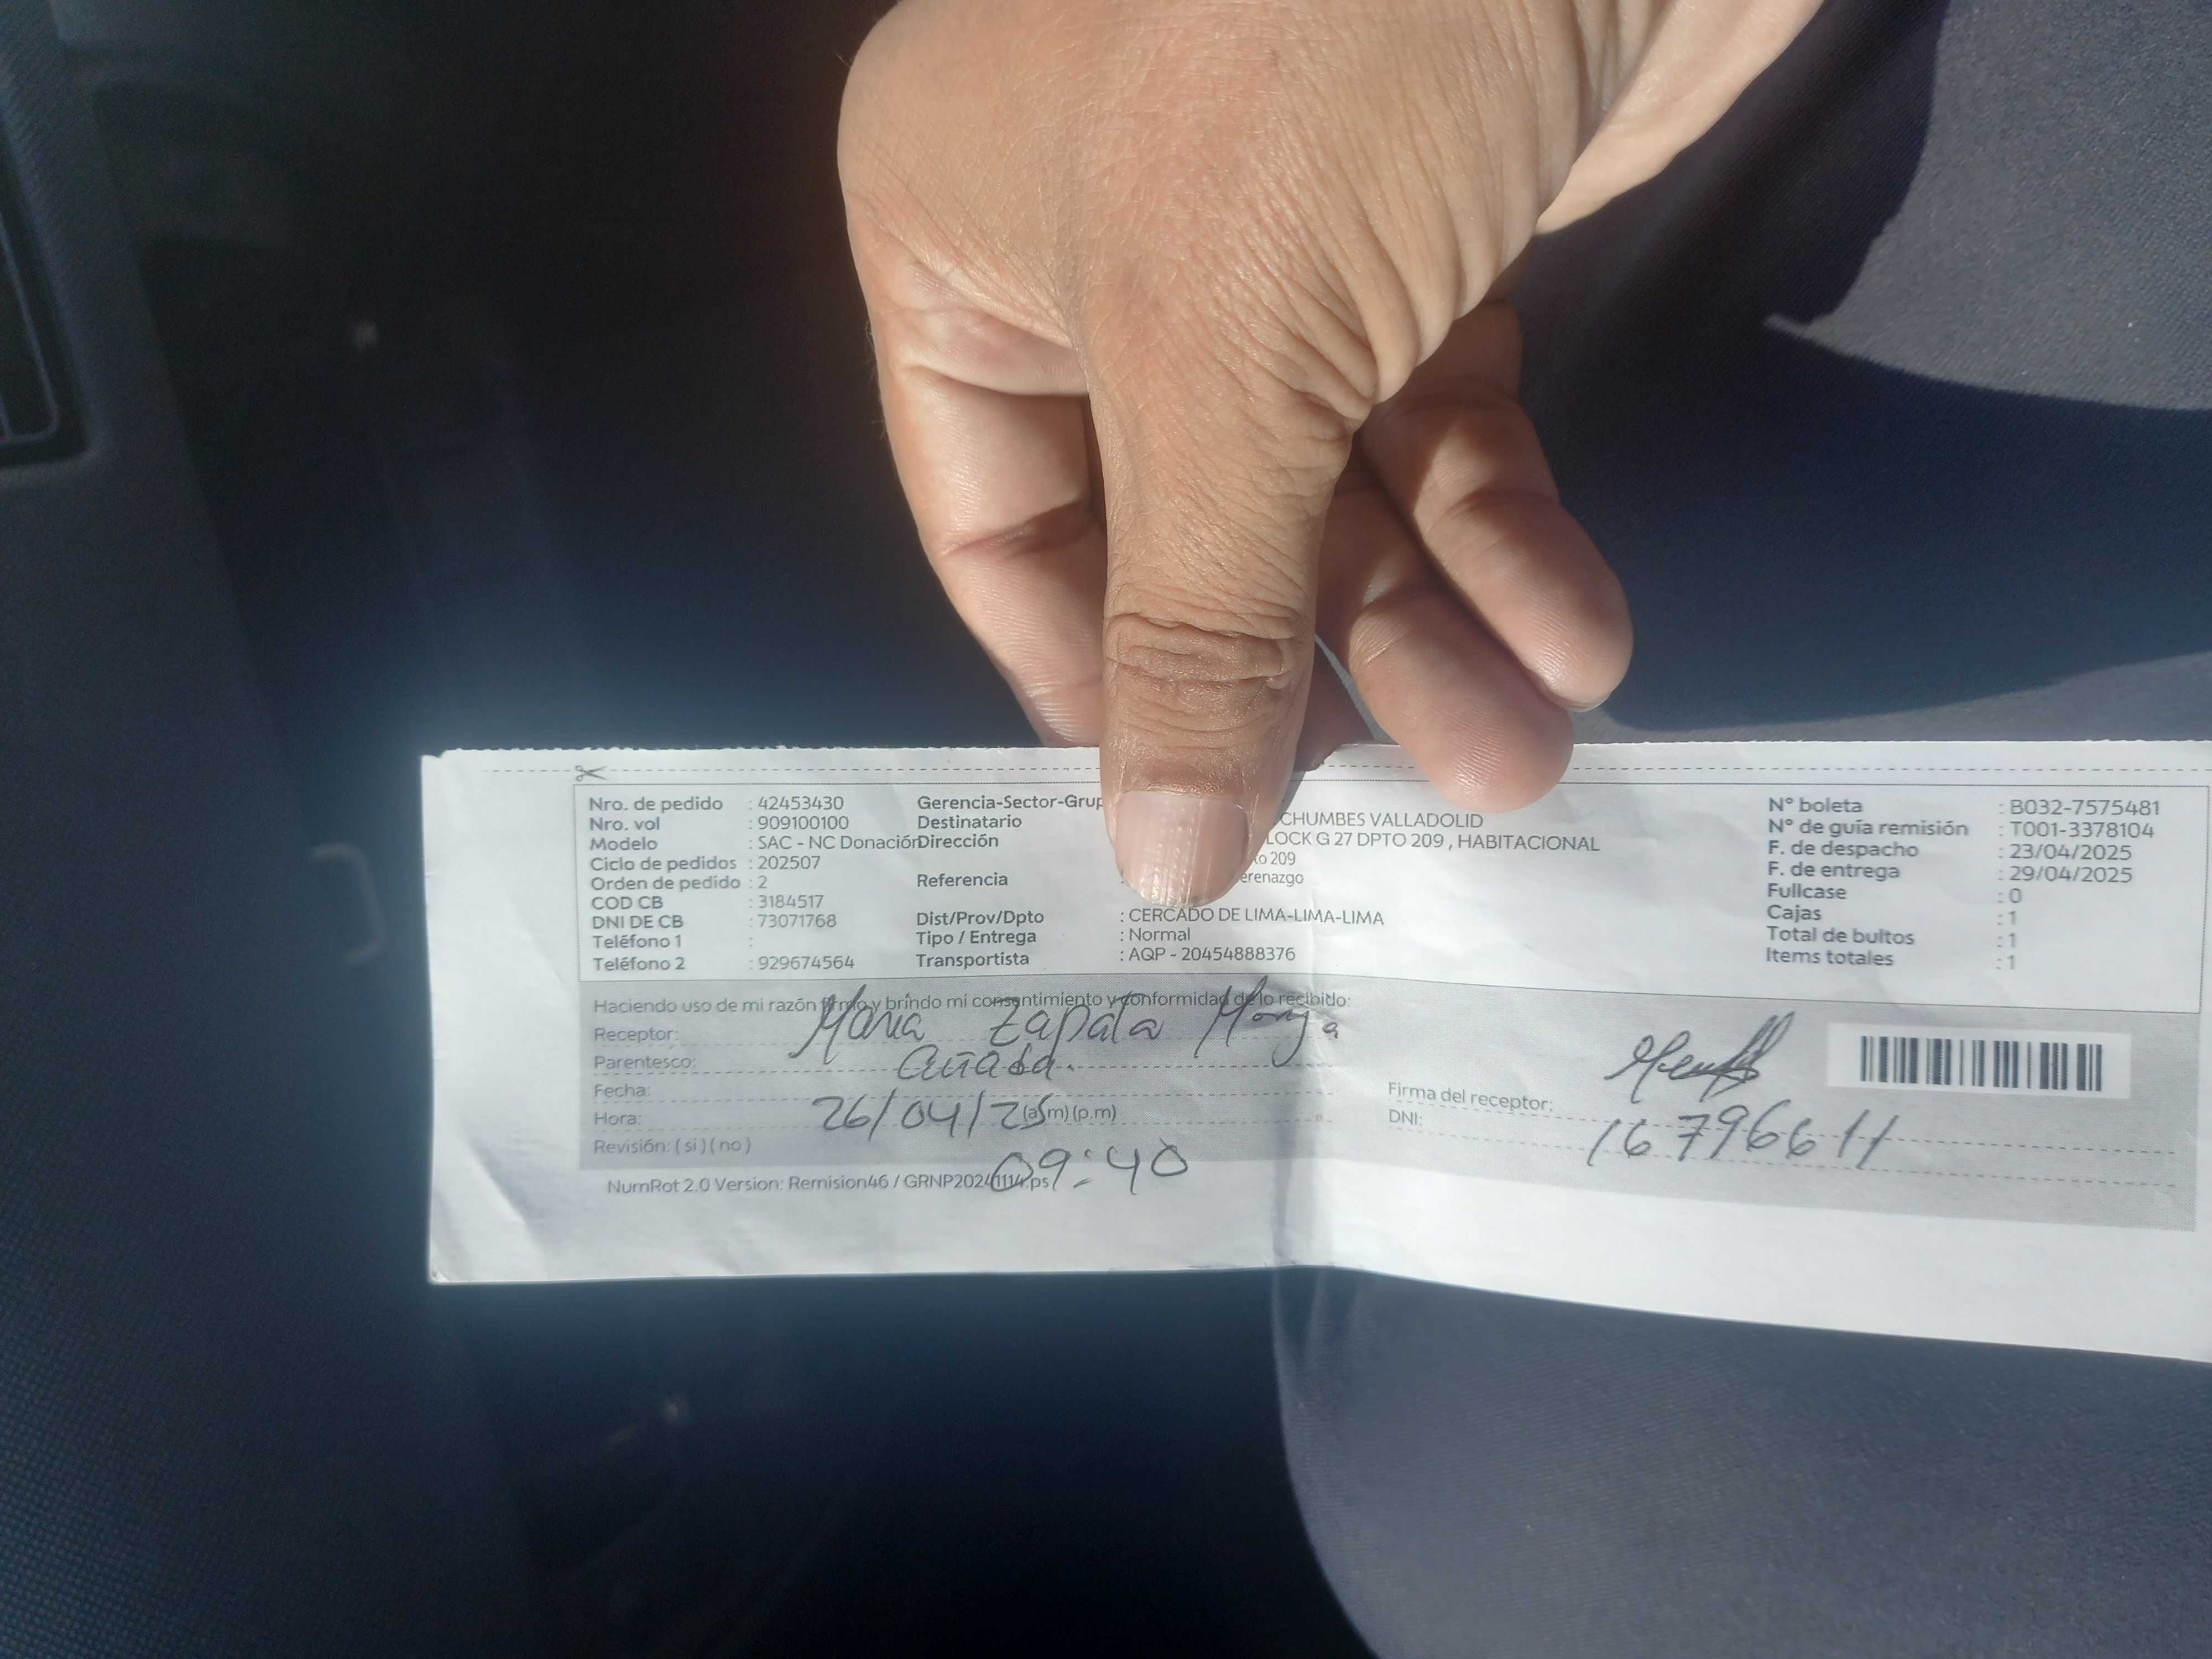 Nro. de pedido : 42453430
Nro. vol : 909100100
Modelo : SAC - NC Donación
Ciclo de pedidos : 202507
Orden de pedido : 2
COD CB : 3184517
DNI DE CB : 73071768
Teléfono 1 :
Teléfono 2 : 929674564
Gerencia-Sector-Grup
Destinatario CHUMBES VALLADOLID
Dirección LOCK G 27 DPTO 209 , HABITACIONAL
209
Referencia : erenazgo
Dist/Prov/Dpto : CERCADO DE LIMA-LIMA-LIMA
Tipo / Entrega : Normal
Transportista : AQP - 20454888376
N° boleta : B032-7575481
N° de guía remisión : T001-3378104
F. de despacho : 23/04/2025
F. de entrega : 29/04/2025
Fullcase : 0
Cajas : 1
Total de bultos : 1
Items totales : 1
Haciendo uso de mi razón firmo y brindo mi consentimiento y conformidad de lo recibido:
Receptor: Maria Zapata Monja
Parentesco:
Fecha: 26/04/25
Hora: (a.m) (p.m) 09:40
Revisión: ( si ) ( no )
Firma del receptor:
DNI: 16796611
NumRot 2.0 Version: Remision46 / GRNP20241114.ps